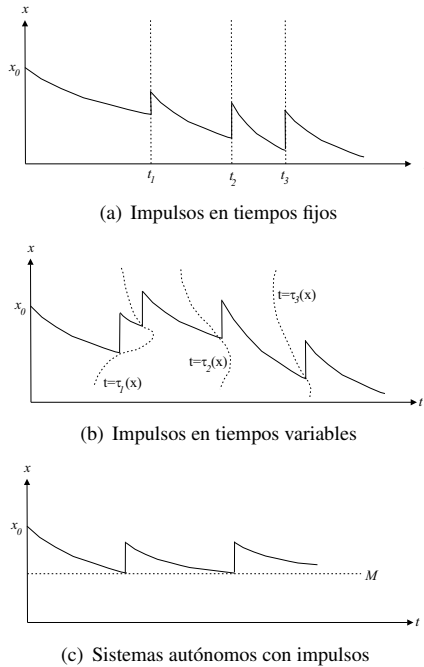 x
x0
t1
t2
t3
(a) Impulsos en tiempos fijos
x
x0
t=τ1(x)
t=τ2(x)
t=τ3(x)
t
(b) Impulsos en tiempos variables
x
x0
M
t
(c) Sistemas autónomos con impulsos